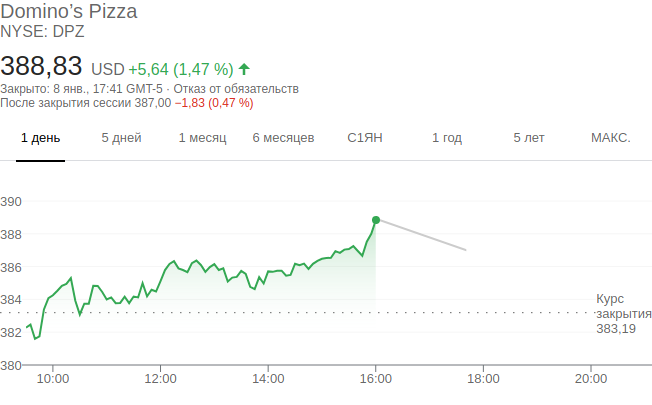 Domino’s Pizza
NYSE: DPZ
388,83 USD +5,64 (1,47 %)
Закрыто: 8 янв., 17:41 GMT-5 · Отказ от обязательств
После закрытия сессии 387,00 −1,83 (0,47 %)
1 день 5 дней 1 месяц 6 месяцев С1ЯН 1 год 5 лет МАКС.
390
388
386
384
382
380
Курс
закрытия
383,19
10:00 12:00 14:00 16:00 18:00 20:00